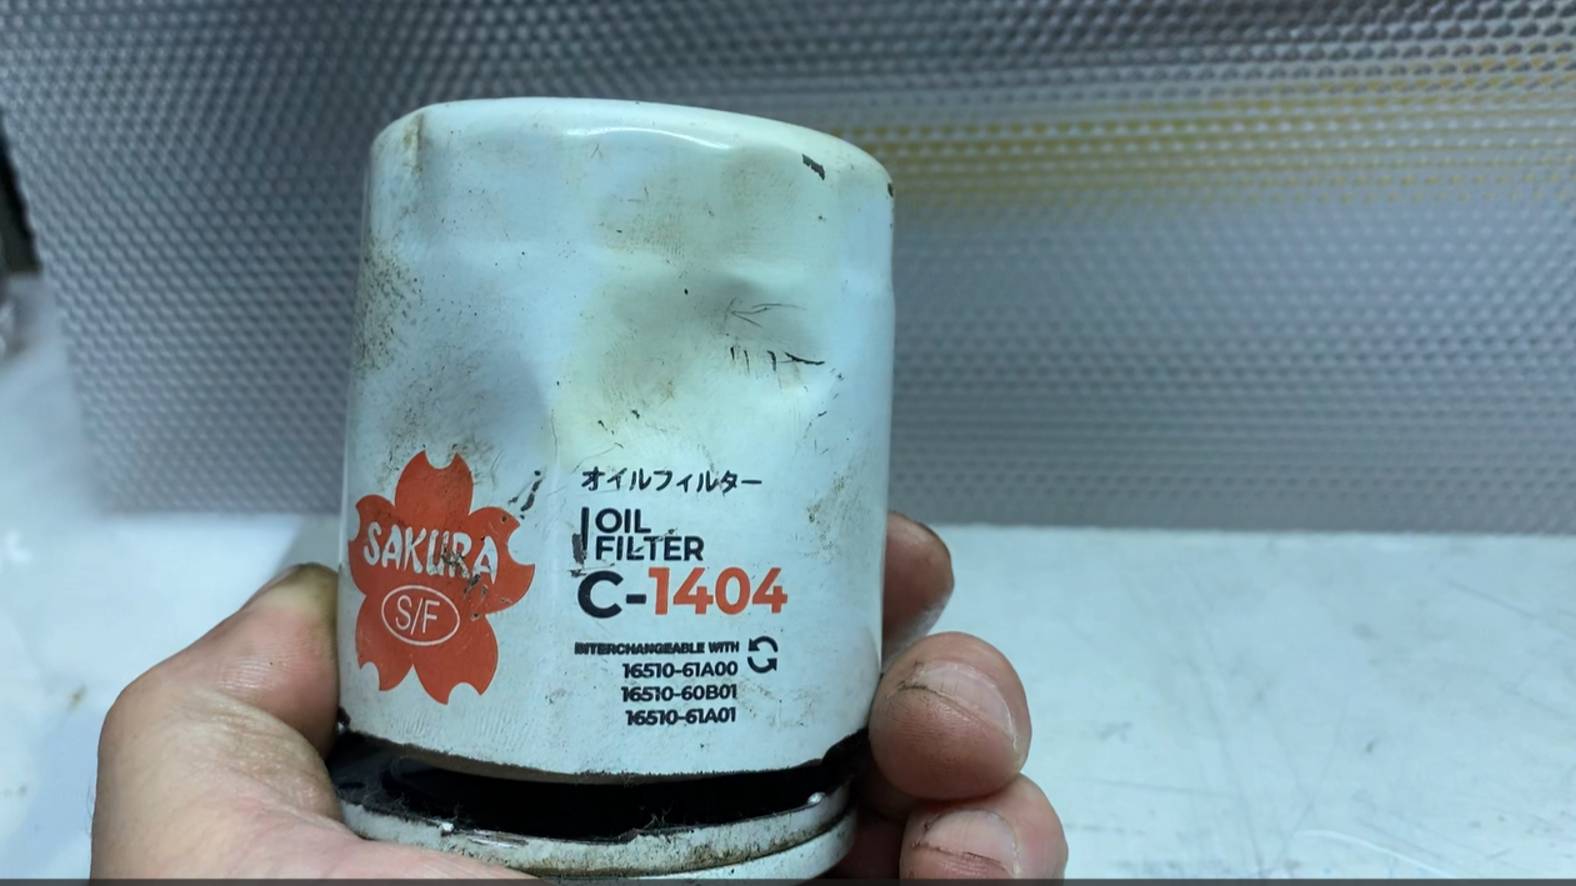 SAKURA
S/F
オイルフィルター
OIL
FILTER
C-1404
INTERCHANGEABLE WITH
16510-61A00
16510-60B01
16510-61A01